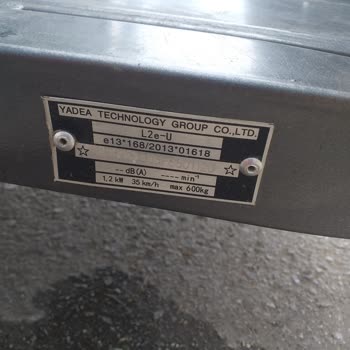 YADEA TECHNOLOGY GROUP CO.,LTD.
L2e-U
e13*168/2013*01618
--dB(A) ----min⁻¹
1.2kW 35km/h max 600kg